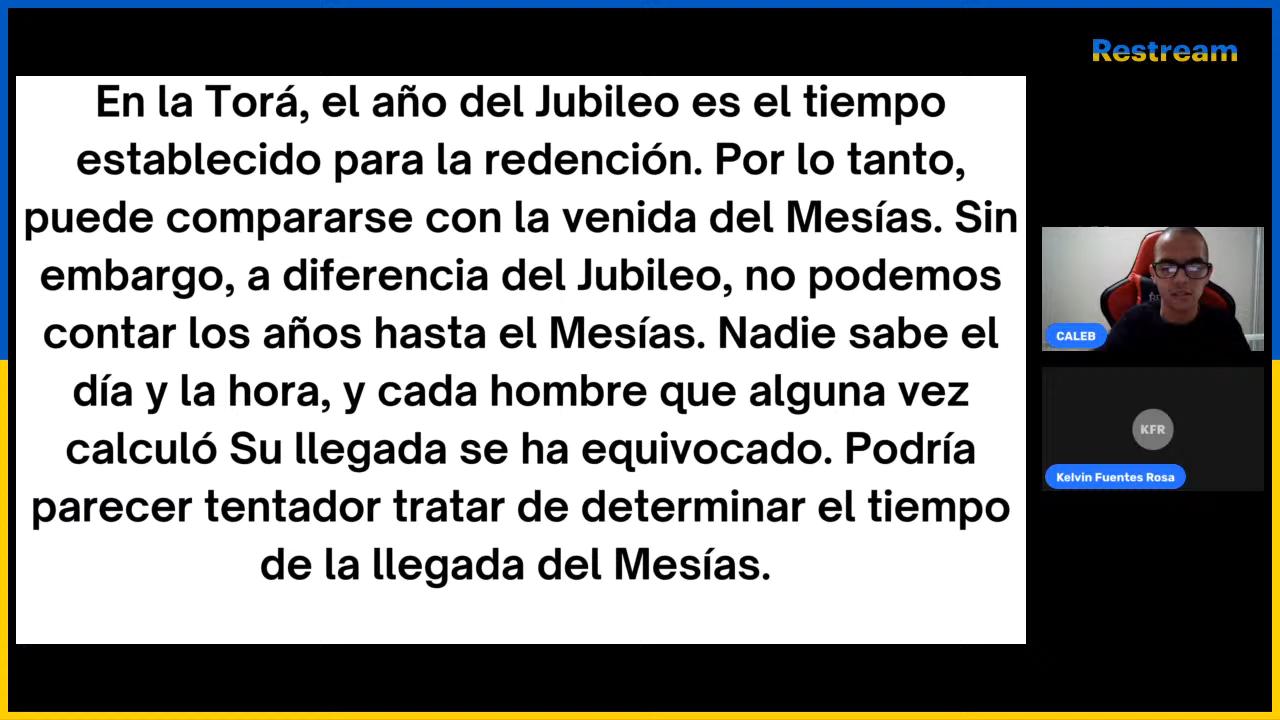 Restream
En la Torá, el año del Jubileo es el tiempo
establecido para la redención. Por lo tanto,
puede compararse con la venida del Mesías. Sin
embargo, a diferencia del Jubileo, no podemos
contar los años hasta el Mesías. Nadie sabe el
día y la hora, y cada hombre que alguna vez
calculó Su llegada se ha equivocado. Podría
parecer tentador tratar de determinar el tiempo
de la llegada del Mesías.
CALEB
KFR
Kelvin Fuentes Rosa